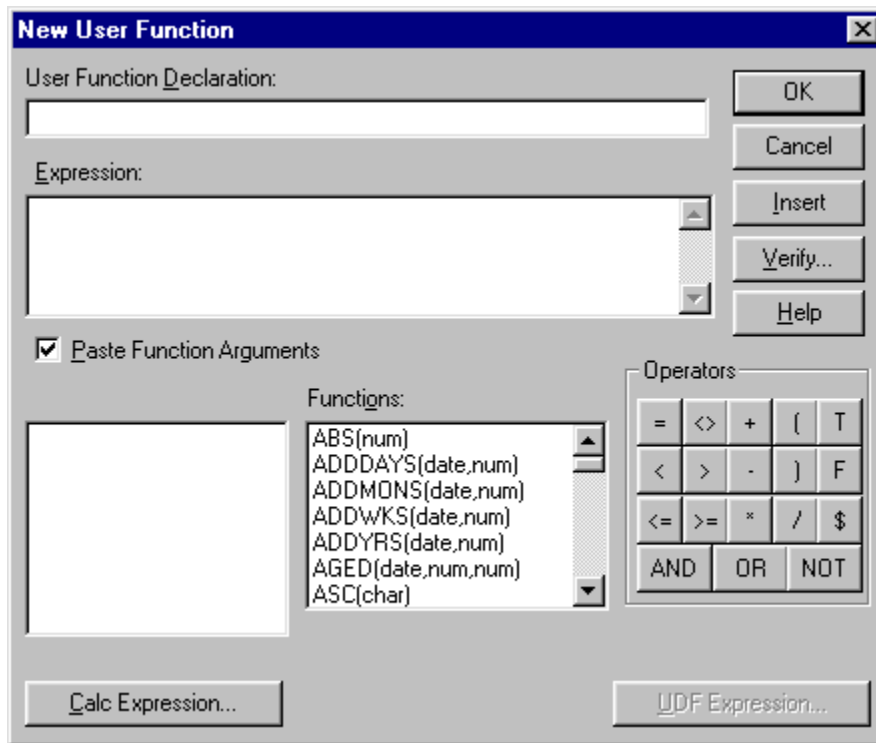 New User Function
User Function Declaration:
OK
Cancel
Expression:
Insert
Verify...
Help
Paste Function Arguments
Functions:
ABS(num)
ADDDAYS(date,num)
ADDMONS(date,num)
ADDWKS(date,num)
ADDYRS(date,num)
AGED(date,num,num)
ASC(char)
Operators
= <> + ( T
< > - ) F
<= >= * / $
AND OR NOT
Calc Expression...
UDF Expression...